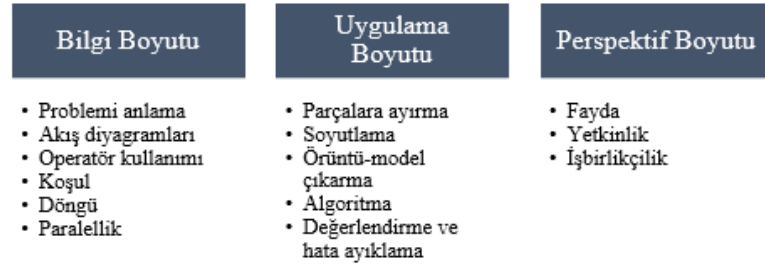 Bilgi Boyutu
• Problemi anlama
• Akış diyagramları
• Operatör kullanımı
• Koşul
• Döngü
• Paralellik
Uygulama
Boyutu
• Parçalara ayırma
• Soyutlama
• Örüntü-model
çıkarma
• Algoritma
• Değerlendirme ve
hata ayıklama
Perspektif Boyutu
• Fayda
• Yetkinlik
• İşbirlikçilik